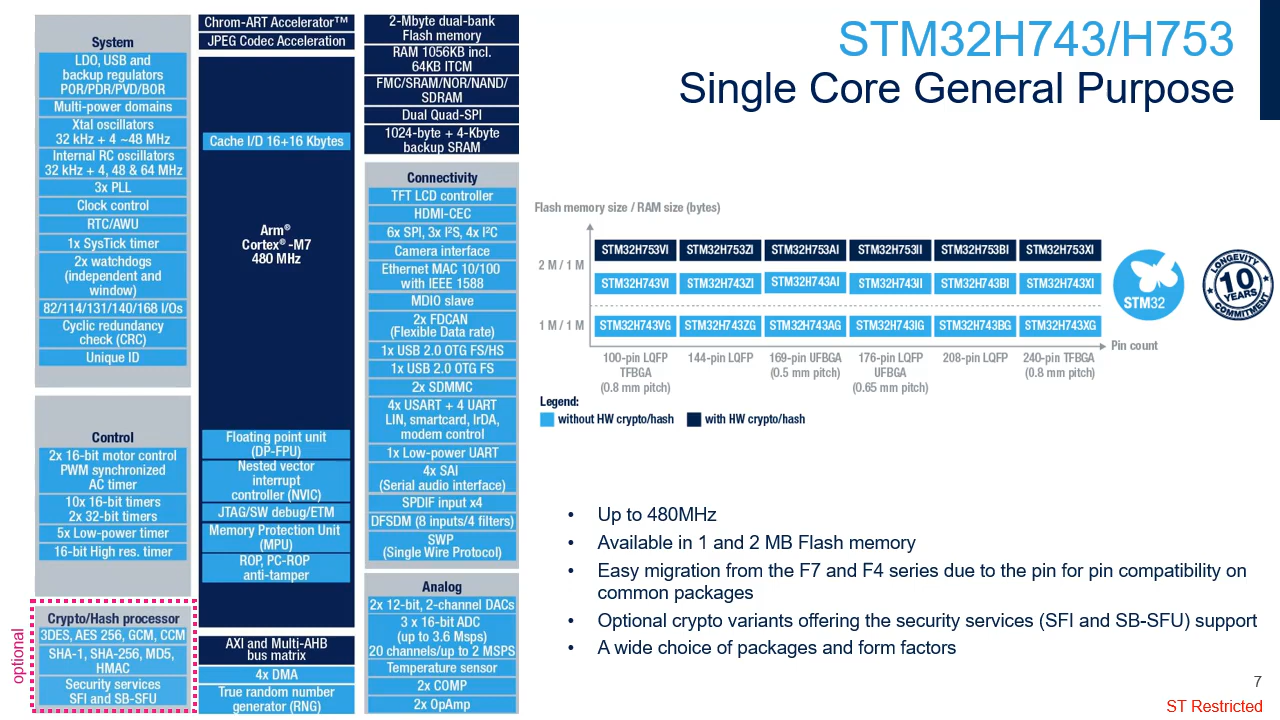 STM32H743/H753
Single Core General Purpose
System
LDO, USB and
backup regulators
POR/PDR/PVD/BOR
Multi-power domains
Xtal oscillators
32 kHz + 4 ~48 MHz
Internal RC oscillators
32 kHz + 4, 48 & 64 MHz
3x PLL
Clock control
RTC/AWU
1x SysTick timer
2x watchdogs
(independent and
window)
82/114/131/140/168 I/Os
Cyclic redundancy
check (CRC)
Unique ID
Control
2x 16-bit motor control
PWM synchronized
AC timer
10x 16-bit timers
2x 32-bit timers
5x Low-power timer
16-bit High res. timer
optional
Crypto/Hash processor
3DES, AES 256, GCM, CCM
SHA-1, SHA-256, MD5,
HMAC
Security services
SFI and SB-SFU
Chrom-ART Accelerator™
JPEG Codec Acceleration
Cache I/D 16+16 Kbytes
Arm®
Cortex® -M7
480 MHz
Floating point unit
(DP-FPU)
Nested vector
interrupt
controller (NVIC)
JTAG/SW debug/ETM
Memory Protection Unit
(MPU)
ROP, PC-ROP
anti-tamper
AXI and Multi-AHB
bus matrix
4x DMA
True random number
generator (RNG)
2-Mbyte dual-bank
Flash memory
RAM 1056KB incl.
64KB ITCM
FMC/SRAM/NOR/NAND/
SDRAM
Dual Quad-SPI
1024-byte + 4-Kbyte
backup SRAM
Connectivity
TFT LCD controller
HDMI-CEC
6x SPI, 3x I²S, 4x I²C
Camera interface
Ethernet MAC 10/100
with IEEE 1588
MDIO slave
2x FDCAN
(Flexible Data rate)
1x USB 2.0 OTG FS/HS
1x USB 2.0 OTG FS
2x SDMMC
4x USART + 4 UART
LIN, smartcard, IrDA,
modem control
1x Low-power UART
4x SAI
(Serial audio interface)
SPDIF input x4
DFSDM (8 inputs/4 filters)
SWP
(Single Wire Protocol)
Analog
2x 12-bit, 2-channel DACs
3 x 16-bit ADC
(up to 3.6 Msps)
20 channels/up to 2 MSPS
Temperature sensor
2x COMP
2x OpAmp
Flash memory size / RAM size (bytes)
2 M / 1 M
STM32H753VI STM32H753ZI STM32H753AI STM32H753II STM32H753BI STM32H753XI
STM32H743VI STM32H743ZI STM32H743AI STM32H743II STM32H743BI STM32H743XI
1 M / 1 M
STM32H743VG STM32H743ZG STM32H743AG STM32H743IG STM32H743BG STM32H743XG
Pin count
100-pin LQFP
TFBGA
(0.8 mm pitch)
144-pin LQFP
169-pin UFBGA
(0.5 mm pitch)
176-pin LQFP
UFBGA
(0.65 mm pitch)
208-pin LQFP
240-pin TFBGA
(0.8 mm pitch)
STM32
LONGEVITY
10
YEARS
COMMITMENT
Legend:
without HW crypto/hash
with HW crypto/hash
• Up to 480MHz
• Available in 1 and 2 MB Flash memory
• Easy migration from the F7 and F4 series due to the pin for pin compatibility on
common packages
• Optional crypto variants offering the security services (SFI and SB-SFU) support
• A wide choice of packages and form factors
7
ST Restricted